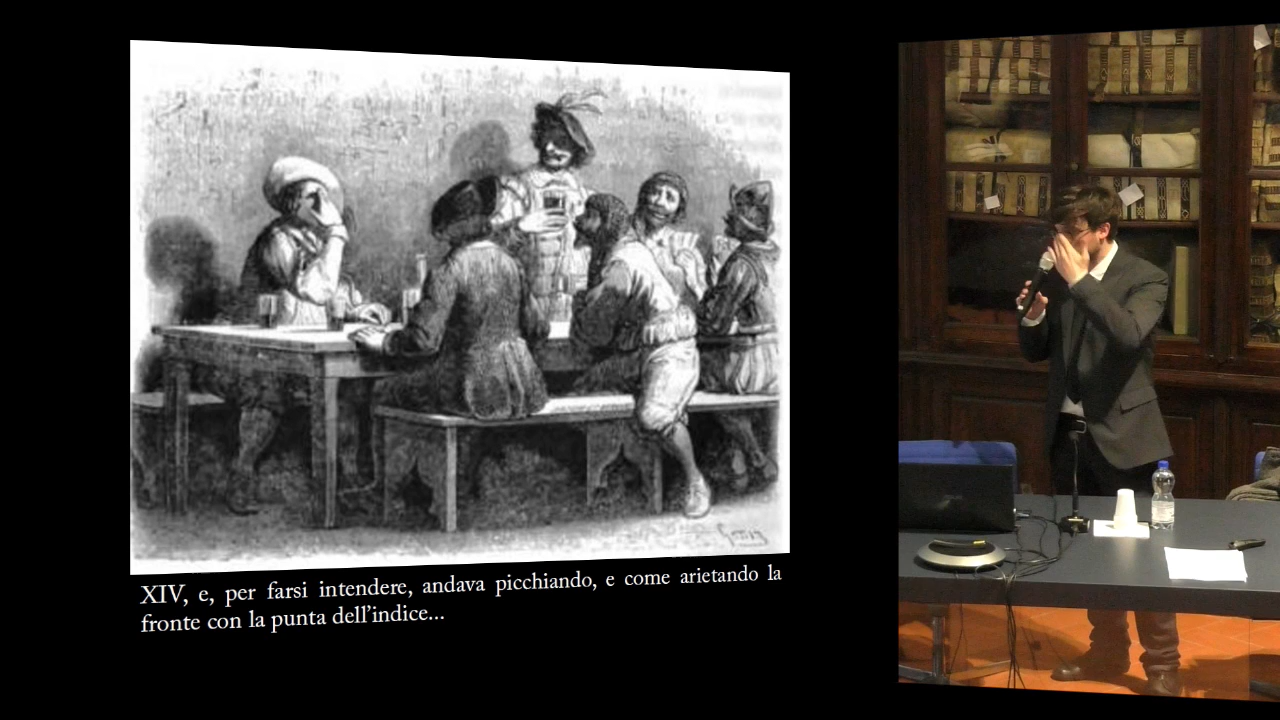 XIV, e, per farsi intendere, andava picchiando, e come arietando la
fronte con la punta dell'indice...